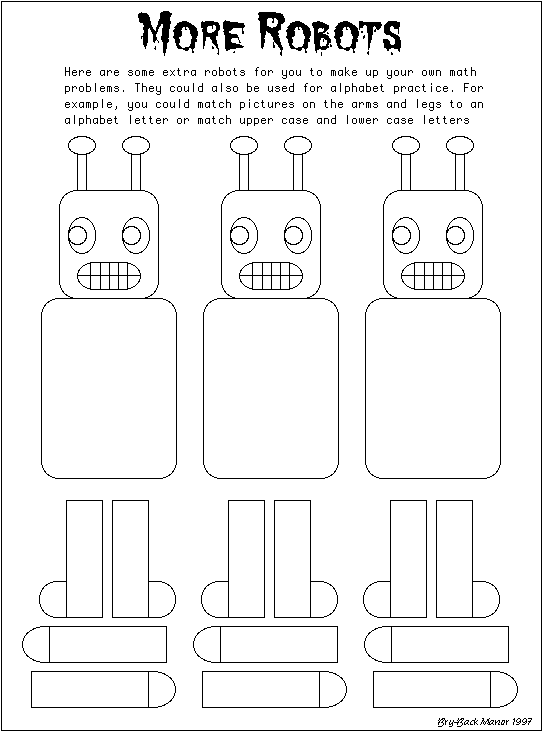 MORE ROBOTS
Here are some extra robots for you to make up your own math
problems. They could also be used for alphabet practice. For
example, you could match pictures on the arms and legs to an
alphabet letter or match upper case and lower case letters
Bry-Back Manor 1997